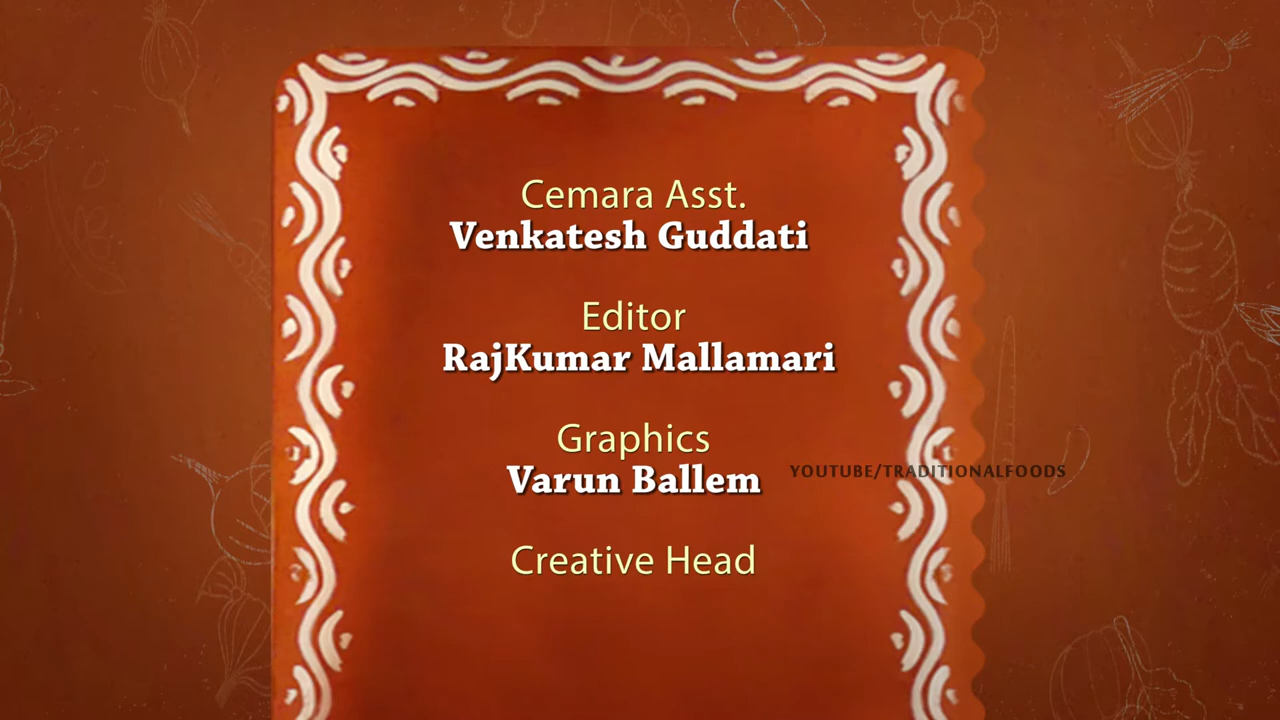 Cemara Asst.
Venkatesh Guddati
Editor
RajKumar Mallamari
Graphics
Varun Ballem
YOUTUBE/TRADITIONALFOODS
Creative Head